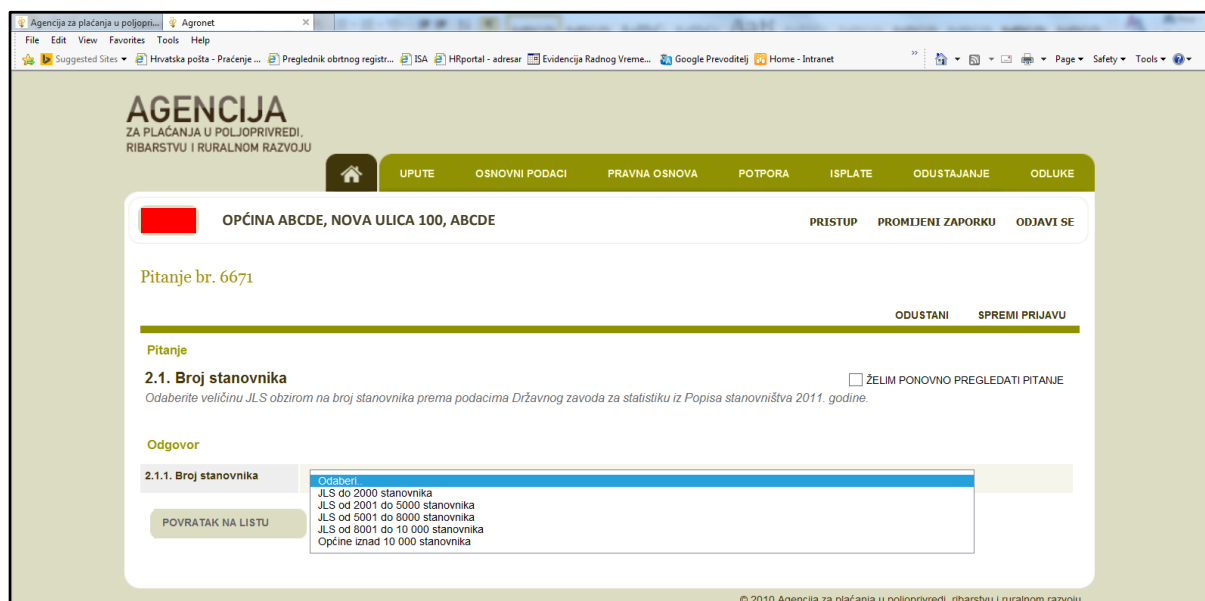 Agencija za plaćanja u poljopri... Agronet
File Edit View Favorites Tools Help
Suggested Sites Hrvatska pošta - Praćenje ... Preglednik obrtnog registr... ISA HRportal - adresar Evidencija Radnog Vreme... Google Prevoditelj Home - Intranet » Page Safety Tools
AGENCIJA
ZA PLAĆANJA U POLJOPRIVREDI,
RIBARSTVU I RURALNOM RAZVOJU
UPUTE OSNOVNI PODACI PRAVNA OSNOVA POTPORA ISPLATE ODUSTAJANJE ODLUKE
OPĆINA ABCDE, NOVA ULICA 100, ABCDE PRISTUP PROMIJENI ZAPORKU ODJAVI SE
Pitanje br. 6671
ODUSTANI SPREMI PRIJAVU
Pitanje
2.1. Broj stanovnika ŽELIM PONOVNO PREGLEDATI PITANJE
Odaberite veličinu JLS obzirom na broj stanovnika prema podacima Državnog zavoda za statistiku iz Popisa stanovništva 2011. godine.
Odgovor
2.1.1. Broj stanovnika
Odaberi..
JLS do 2000 stanovnika
JLS od 2001 do 5000 stanovnika
JLS od 5001 do 8000 stanovnika
JLS od 8001 do 10 000 stanovnika
Općine iznad 10 000 stanovnika
POVRATAK NA LISTU
© 2010 Agencija za plaćanja u poljoprivredi, ribarstvu i ruralnom razvoju